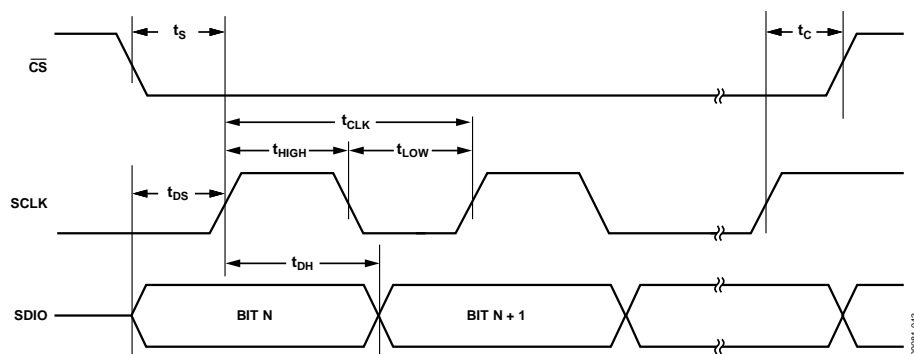 tS
tC
CS
tCLK
tHIGH
tLOW
tDS
SCLK
tDH
SDIO
BIT N
BIT N + 1